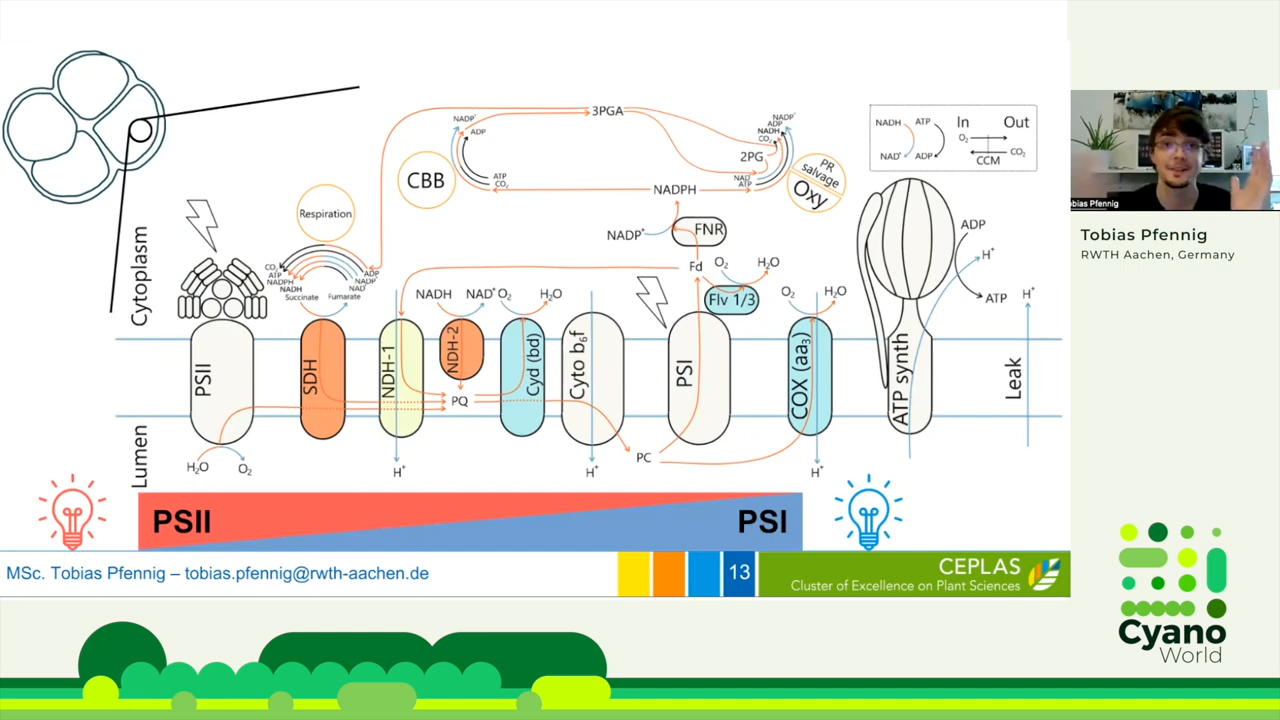 3PGA
NADP⁺
ADP
CBB
ATP
CO₂
NADP⁺
ADP
NADH
CO₂
2PG
NAD⁺
ATP
PR
salvage
Oxy
NADH
NAD⁺
ATP
ADP
In
Out
O₂
CO₂
CCM
NADPH
NADP⁺
FNR
Respiration
CO₂
ATP
NADPH
NADH
Succinate
Fumarate
ADP
NADP⁺
NAD⁺
Cytoplasm
NADH
NAD⁺
O₂
H₂O
Fd
O₂
H₂O
Flv 1/3
O₂
H₂O
ADP
H⁺
ATP
H⁺
PSII
SDH
NDH-1
NDH-2
PQ
Cyd (bd)
Cyto b₆f
PSI
COX (aa₃)
ATP synth
Leak
Lumen
H₂O
O₂
H⁺
H⁺
PC
H⁺
PSII
PSI
MSc. Tobias Pfennig – tobias.pfennig@rwth-aachen.de
13
CEPLAS
Cluster of Excellence on Plant Sciences
Tobias Pfennig
Tobias Pfennig
RWTH Aachen, Germany
Cyano
World